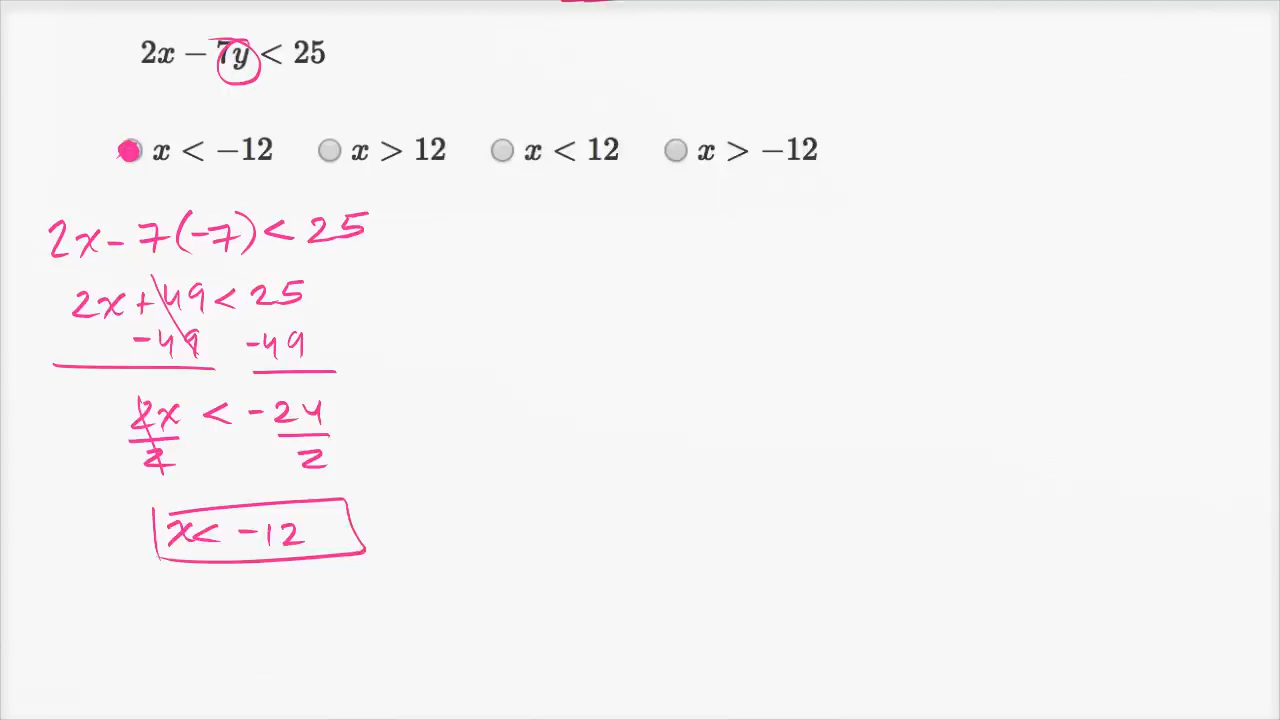 2x − 7y < 25
x < −12 x > 12 x < 12 x > −12
2x - 7(-7) < 25
2x + 49 < 25
-49 -49
2x < -24
2 2
x < -12